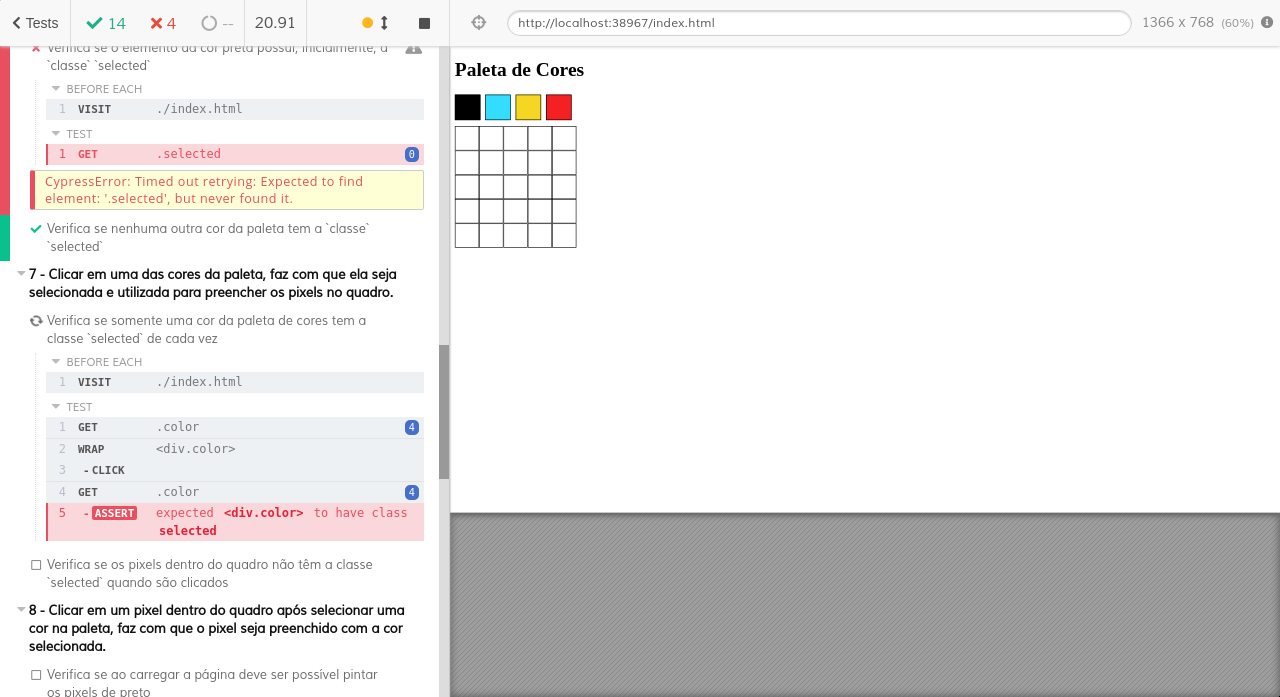 Tests
14
4
--
20.91
http://localhost:38967/index.html
1366 x 768 (60%)
Verifica se o elemento da cor preta possui, inicialmente, a
`classe` `selected`
BEFORE EACH
1 VISIT ./index.html
TEST
1 GET .selected 0
CypressError: Timed out retrying: Expected to find
element: '.selected', but never found it.
Verifica se nenhuma outra cor da paleta tem a `classe`
`selected`
7 - Clicar em uma das cores da paleta, faz com que ela seja
selecionada e utilizada para preencher os pixels no quadro.
Verifica se somente uma cor da paleta de cores tem a
classe `selected` de cada vez
BEFORE EACH
1 VISIT ./index.html
TEST
1 GET .color 4
2 WRAP <div.color>
3 - CLICK
4 GET .color 4
5 - ASSERT expected <div.color> to have class
selected
Verifica se os pixels dentro do quadro não têm a classe
`selected` quando são clicados
8 - Clicar em um pixel dentro do quadro após selecionar uma
cor na paleta, faz com que o pixel seja preenchido com a cor
selecionada.
Verifica se ao carregar a página deve ser possível pintar
os pixels de preto
Paleta de Cores